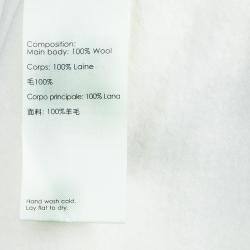 Composition:
Main body: 100% Wool
Corps: 100% Laine
毛100%
Corpo principale: 100% Lana
面料: 100%羊毛
Hand wash cold.
Lay flat to dry.